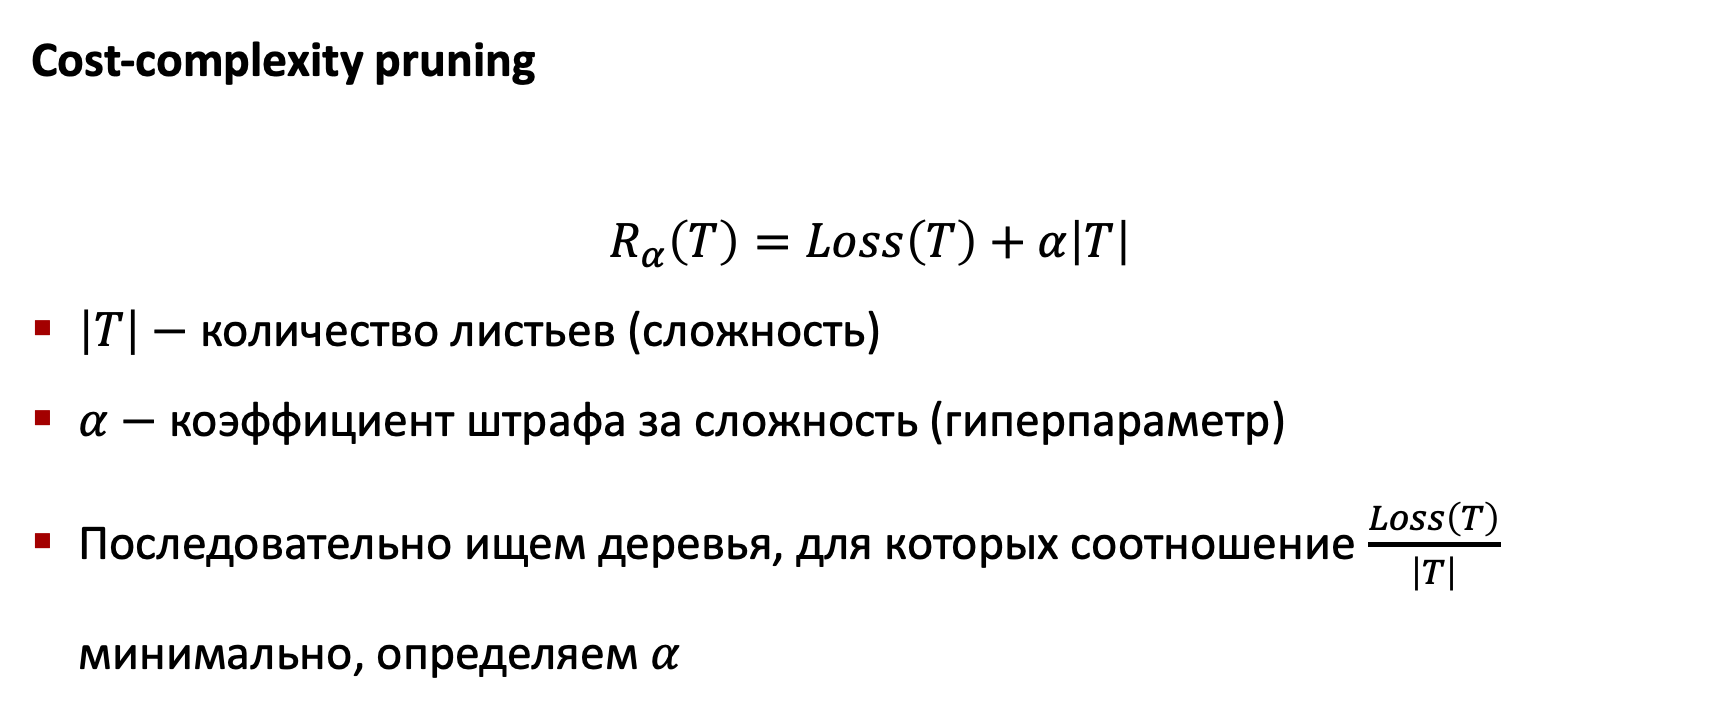 Cost-complexity pruning
R_α(T) = Loss(T) + α|T|
▪ |T| — количество листьев (сложность)
▪ α — коэффициент штрафа за сложность (гиперпараметр)
▪ Последовательно ищем деревья, для которых соотношение Loss(T)/|T|
минимально, определяем α